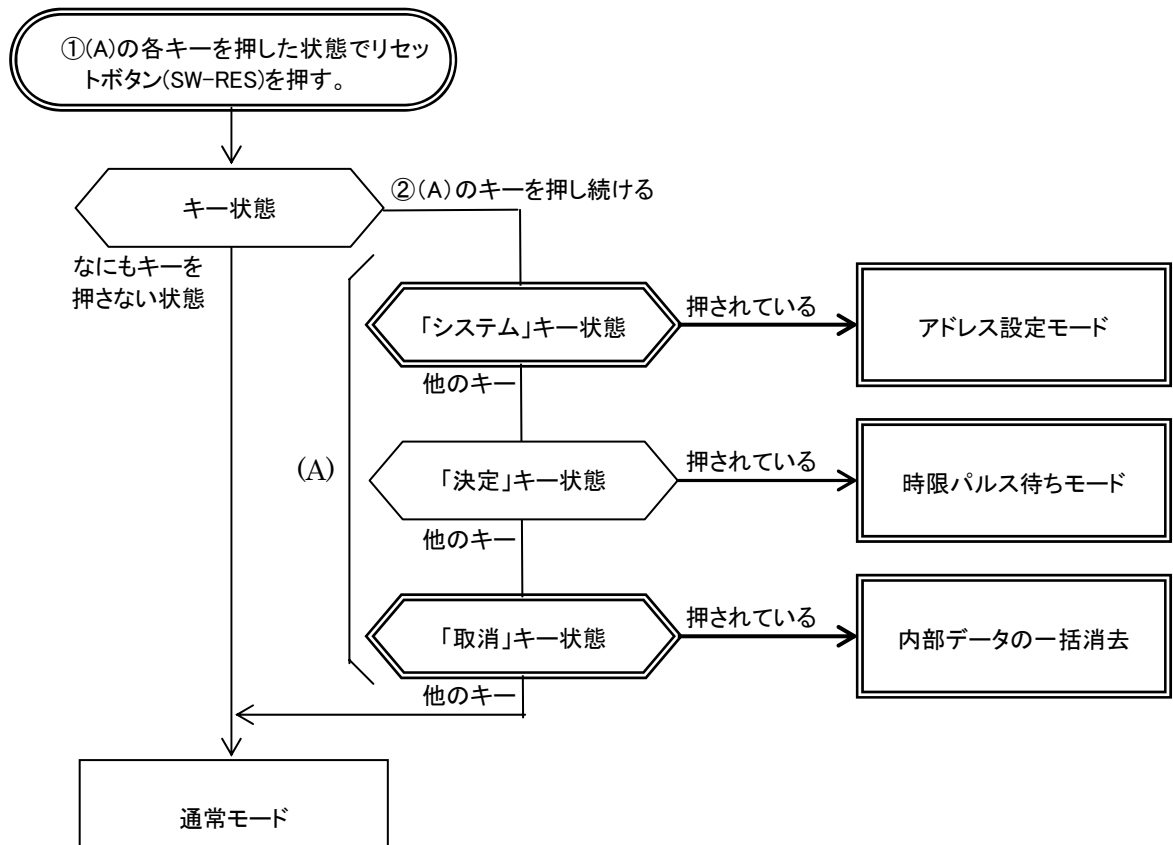 ①(A)の各キーを押した状態でリセッ
トボタン(SW-RES)を押す。
キー状態
②(A)のキーを押し続ける
なにもキーを
押さない状態
「システム」キー状態
押されている
アドレス設定モード
他のキー
(A)
「決定」キー状態
押されている
時限パルス待ちモード
他のキー
「取消」キー状態
押されている
内部データの一括消去
他のキー
通常モード